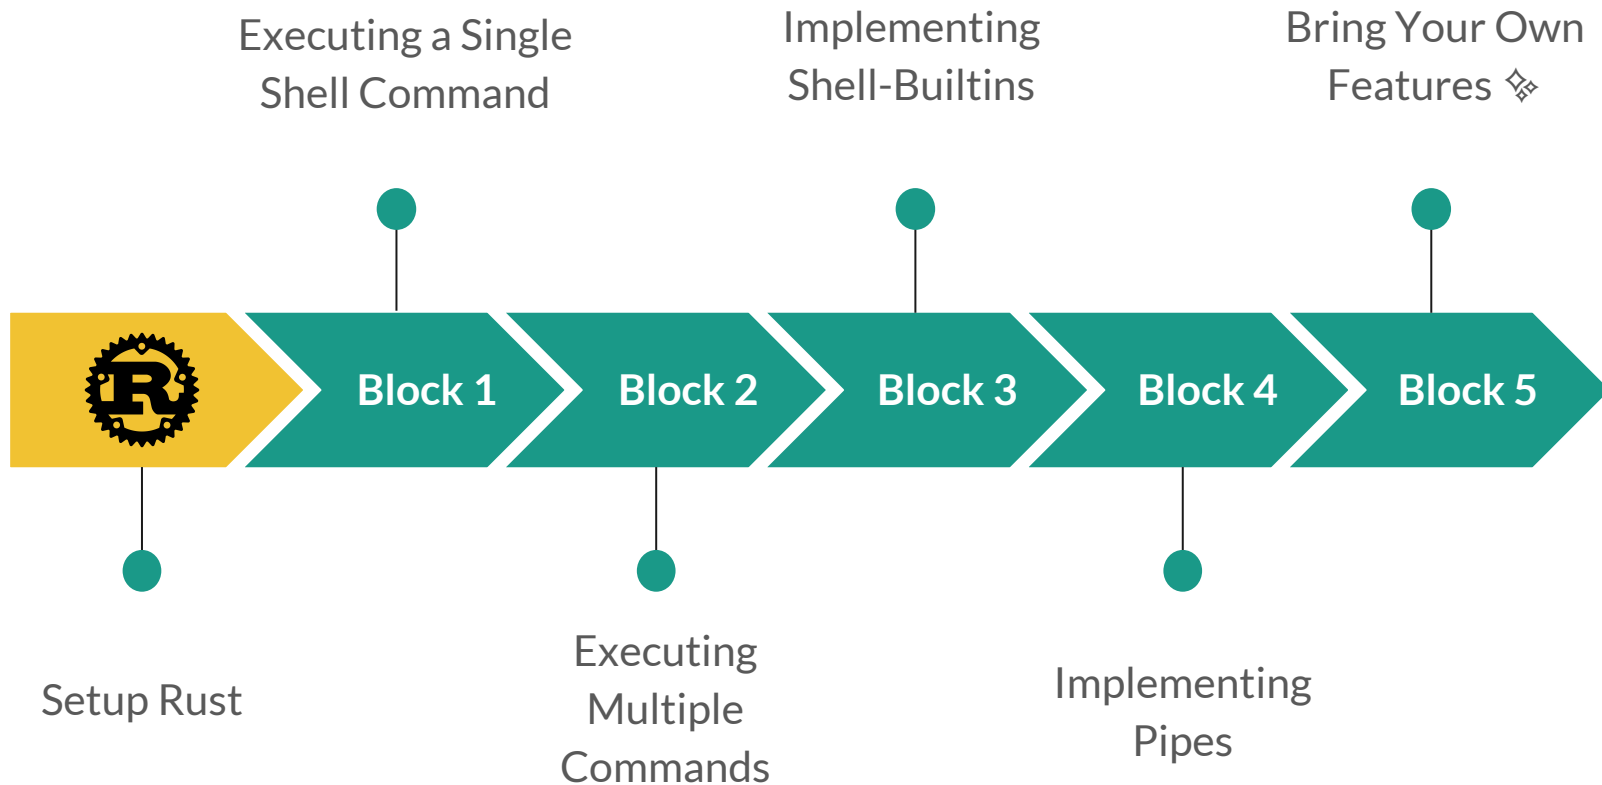 Executing a Single
Shell Command
Implementing
Shell-Builtins
Bring Your Own
Features ✨
R
Block 1
Block 2
Block 3
Block 4
Block 5
Setup Rust
Executing
Multiple
Commands
Implementing
Pipes